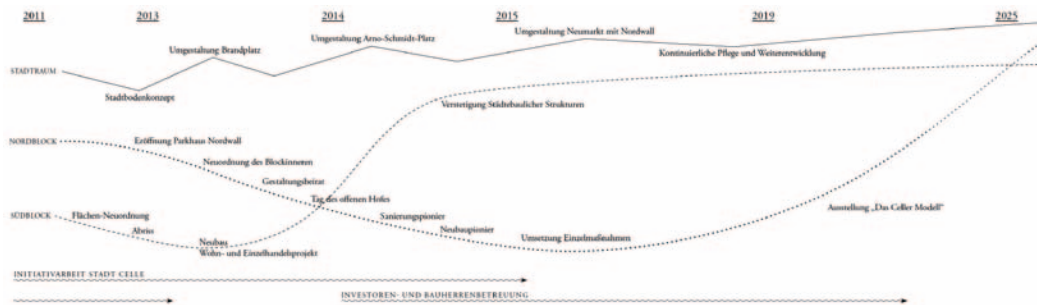 2011 2013 2014 2015 2019 2025
Umgestaltung Brandplatz
Umgestaltung Arno-Schmidt-Platz
Umgestaltung Neumarkt mit Nordwall
Kontinuierliche Pflege und Weiterentwicklung
STADTRAUM
Stadtbodenkonzept
Verstetigung Städtebaulicher Strukturen
NORDBLOCK
Eröffnung Parkhaus Nordwall
Neuordnung des Blockinneren
Gestaltungsbeirat
Tag des offenen Hofes
Sanierungspionier
Neubaupionier
Umsetzung Einzelmaßnahmen
Ausstellung „Das Celler Modell“
SÜDBLOCK
Flächen-Neuordnung
Abriss
Neubau
Wohn- und Einzelhandelsprojekt
INITIATIVARBEIT STADT CELLE
INVESTOREN- UND BAUHERRENBETREUUNG